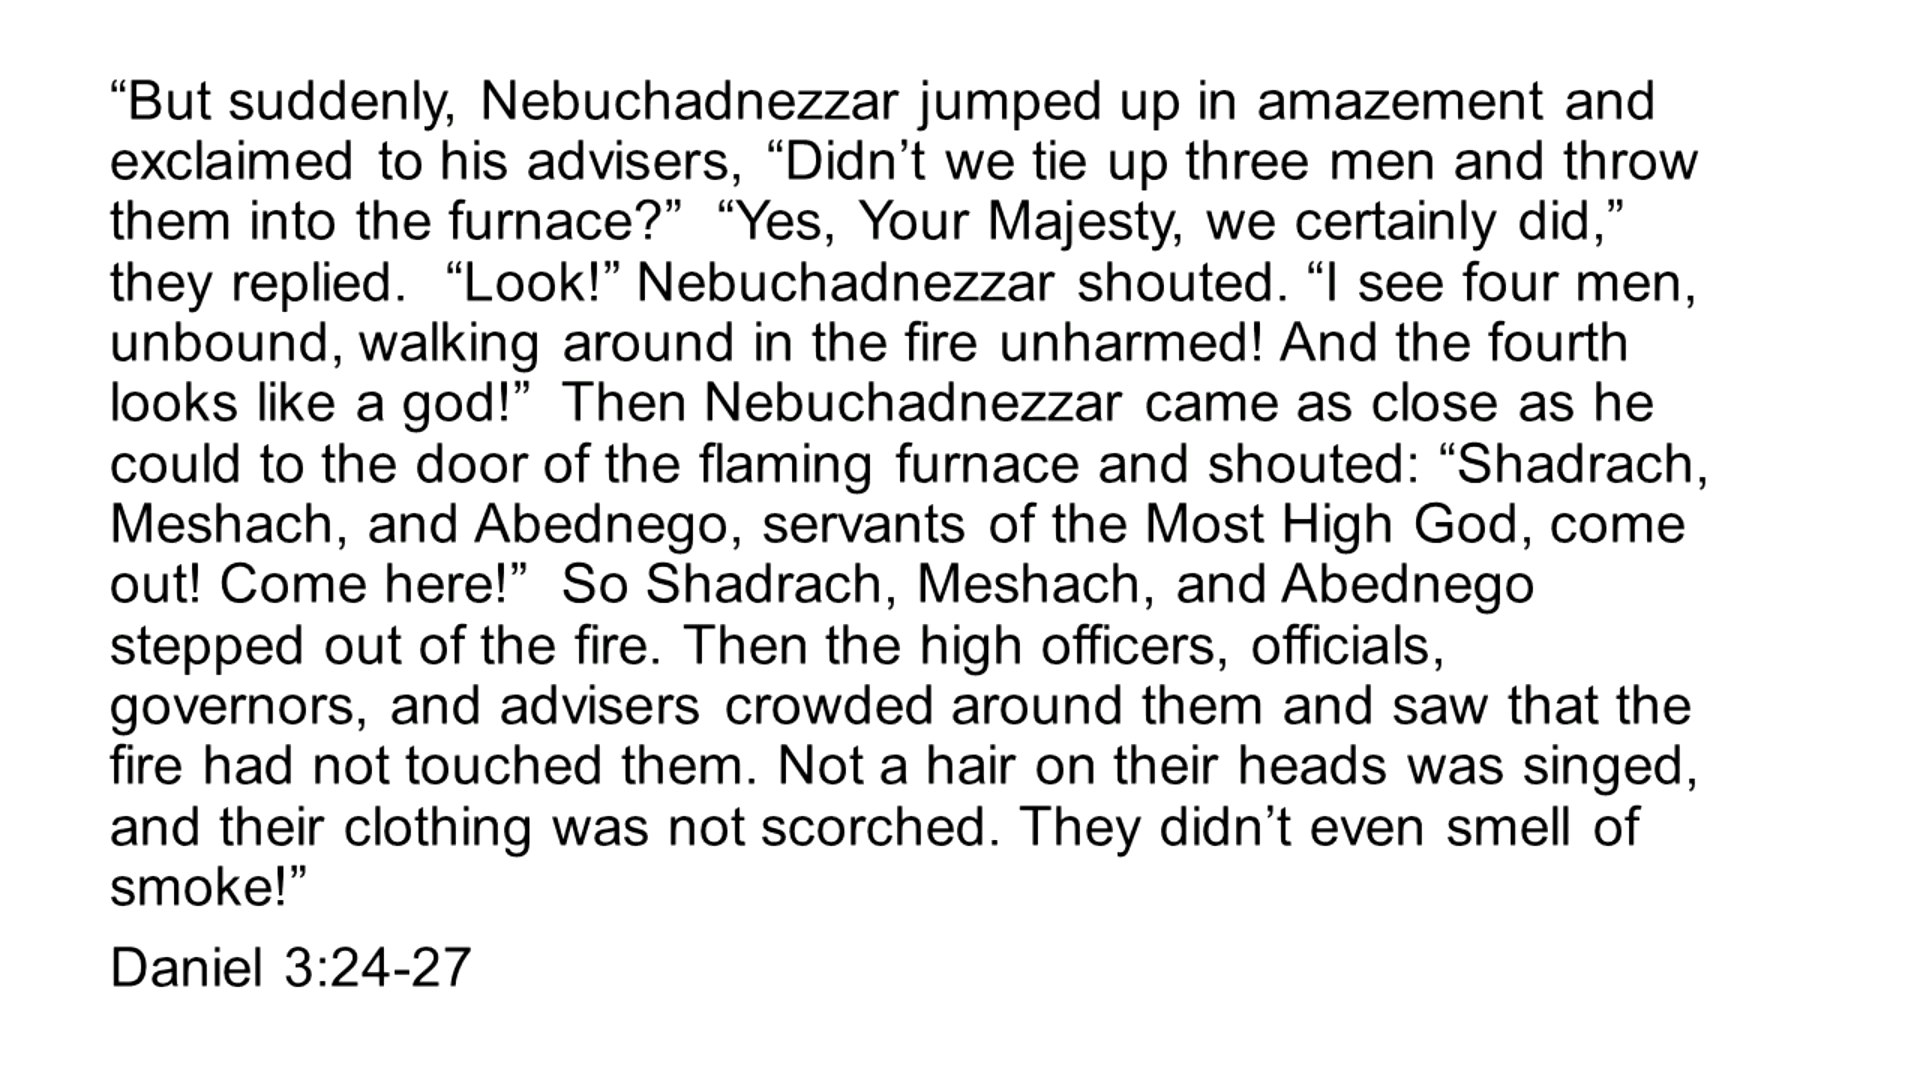 “But suddenly, Nebuchadnezzar jumped up in amazement and
exclaimed to his advisers, “Didn’t we tie up three men and throw
them into the furnace?”  “Yes, Your Majesty, we certainly did,”
they replied.  “Look!” Nebuchadnezzar shouted. “I see four men,
unbound, walking around in the fire unharmed! And the fourth
looks like a god!”  Then Nebuchadnezzar came as close as he
could to the door of the flaming furnace and shouted: “Shadrach,
Meshach, and Abednego, servants of the Most High God, come
out! Come here!”  So Shadrach, Meshach, and Abednego
stepped out of the fire. Then the high officers, officials,
governors, and advisers crowded around them and saw that the
fire had not touched them. Not a hair on their heads was singed,
and their clothing was not scorched. They didn’t even smell of
smoke!”
Daniel 3:24-27